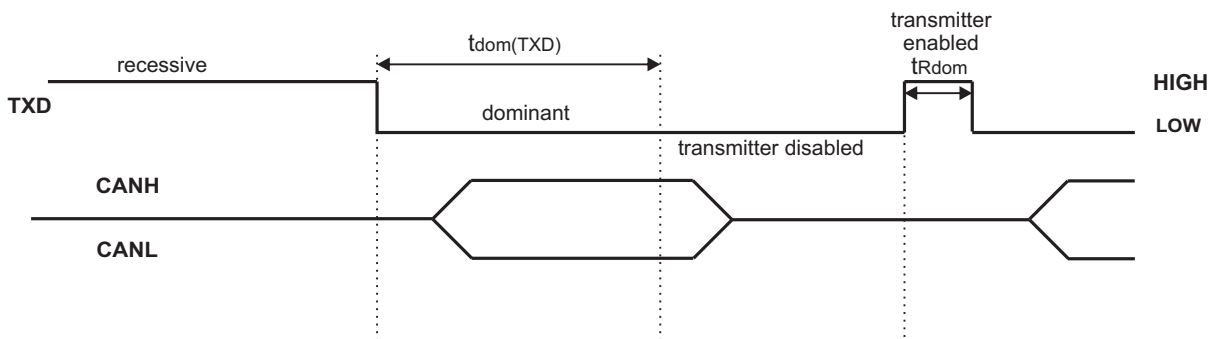 transmitter
enabled
tRdom
tdom(TXD)
recessive
TXD
HIGH
dominant
LOW
transmitter disabled
CANH
CANL